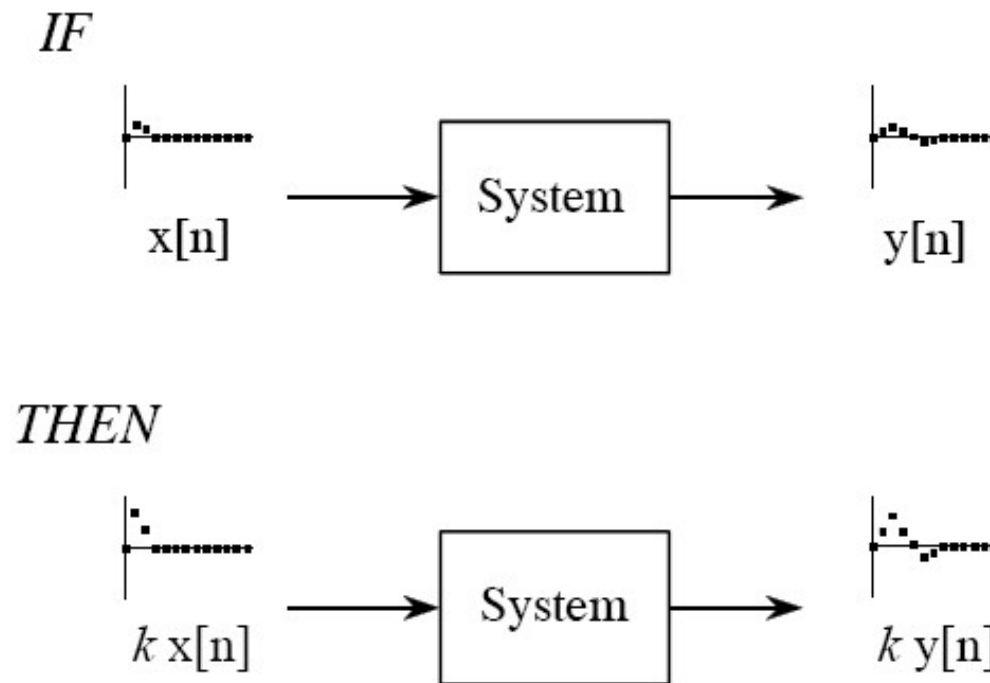 IF
System
x[n]
y[n]
THEN
System
k x[n]
k y[n]